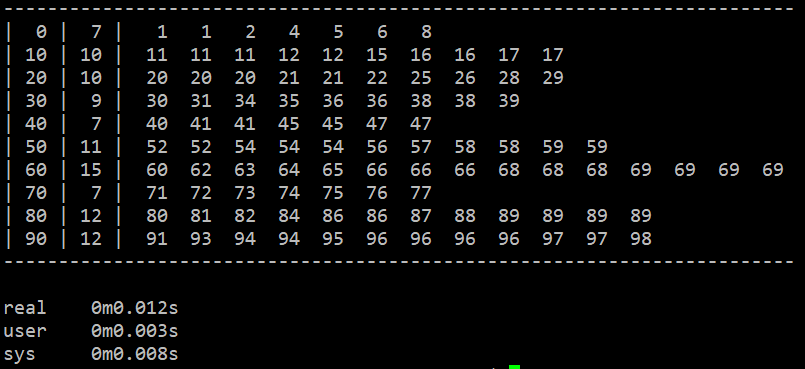 ------------------------------------------------------------------------
|  0 |  7 |   1   1   2   4   5   6   8
| 10 | 10 |  11  11  11  12  12  15  16  16  17  17
| 20 | 10 |  20  20  20  21  21  22  25  26  28  29
| 30 |  9 |  30  31  34  35  36  36  38  38  39
| 40 |  7 |  40  41  41  45  45  47  47
| 50 | 11 |  52  52  54  54  54  56  57  58  58  59  59
| 60 | 15 |  60  62  63  64  65  66  66  66  68  68  68  69  69  69  69
| 70 |  7 |  71  72  73  74  75  76  77
| 80 | 12 |  80  81  82  84  86  86  87  88  89  89  89  89
| 90 | 12 |  91  93  94  94  95  96  96  96  96  97  97  98
------------------------------------------------------------------------
real    0m0.012s
user    0m0.003s
sys     0m0.008s